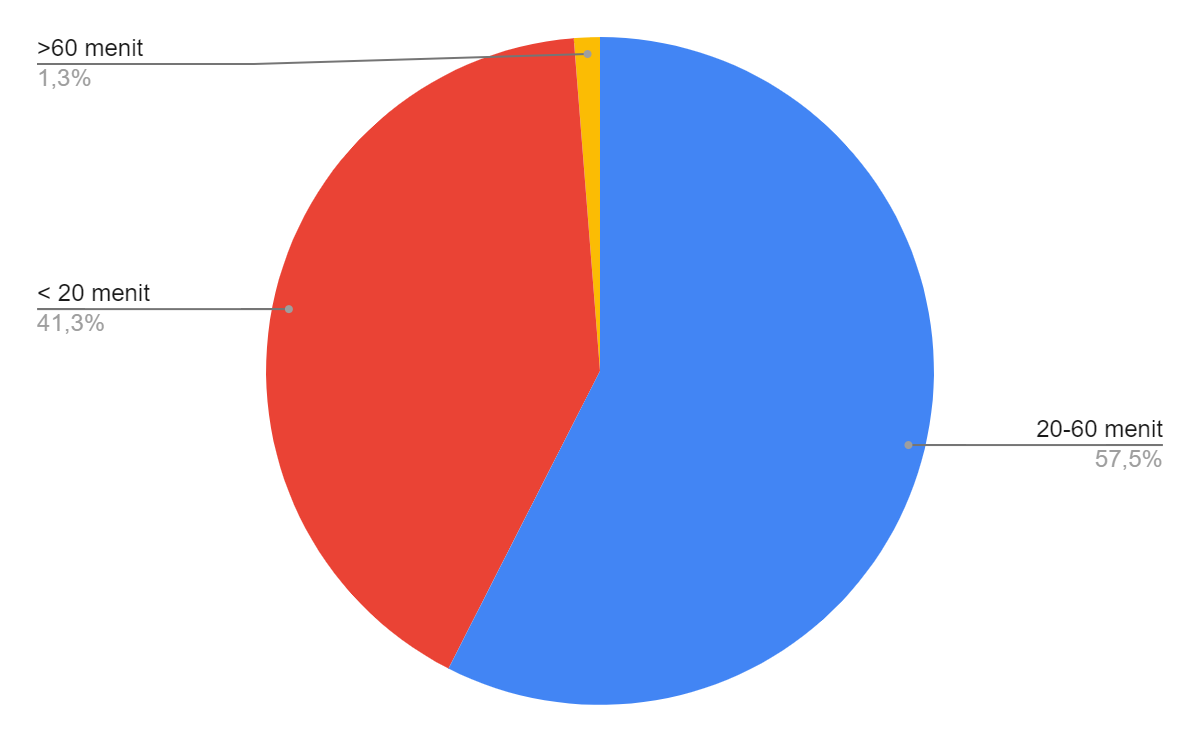 >60 menit
1,3%
< 20 menit
41,3%
20-60 menit
57,5%